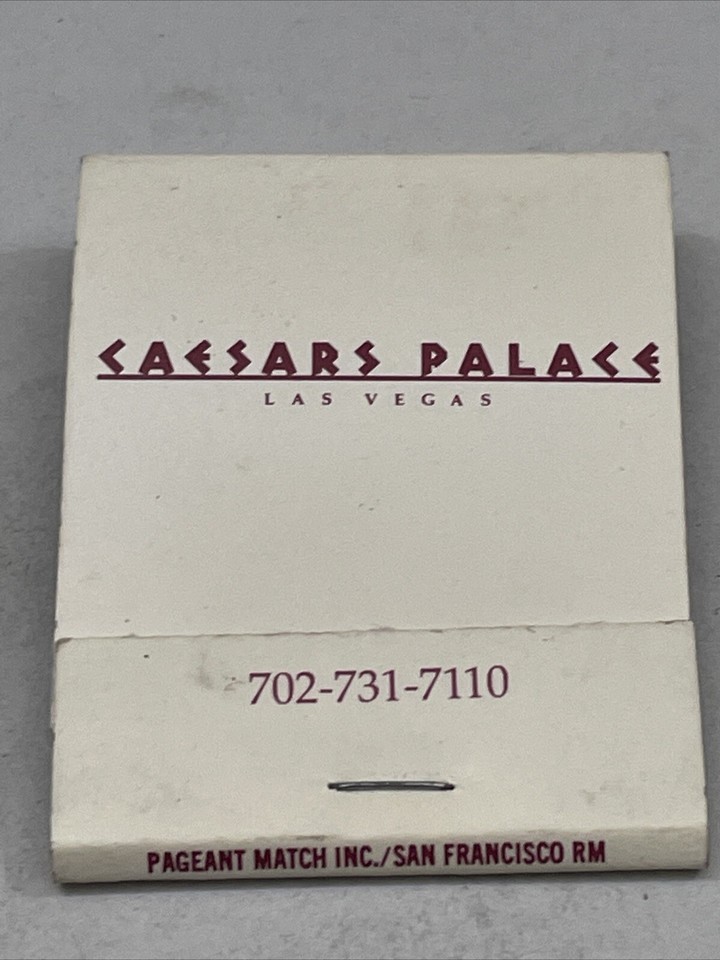 CAESARS PALACE
LAS VEGAS
702-731-7110
PAGEANT MATCH INC./SAN FRANCISCO RM